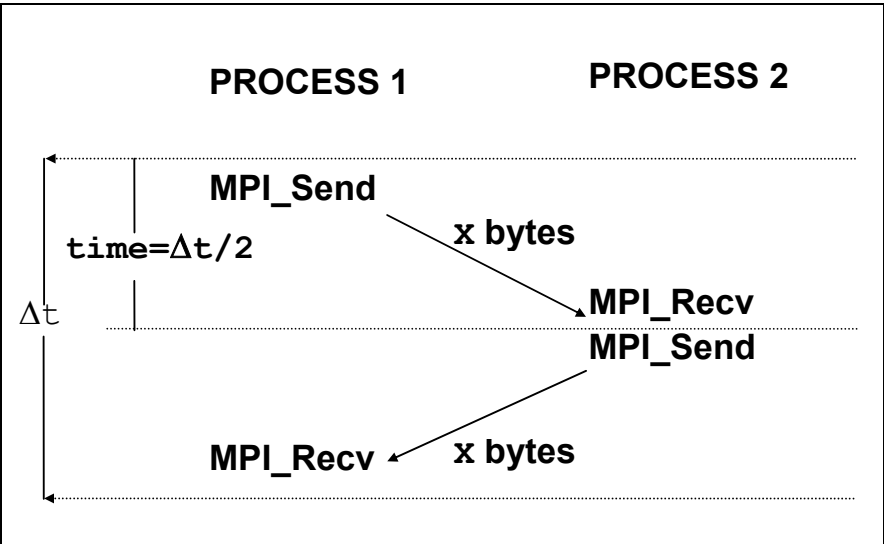 PROCESS 1
PROCESS 2
MPI_Send
x bytes
time=Δt/2
MPI_Recv
Δt
MPI_Send
MPI_Recv
x bytes